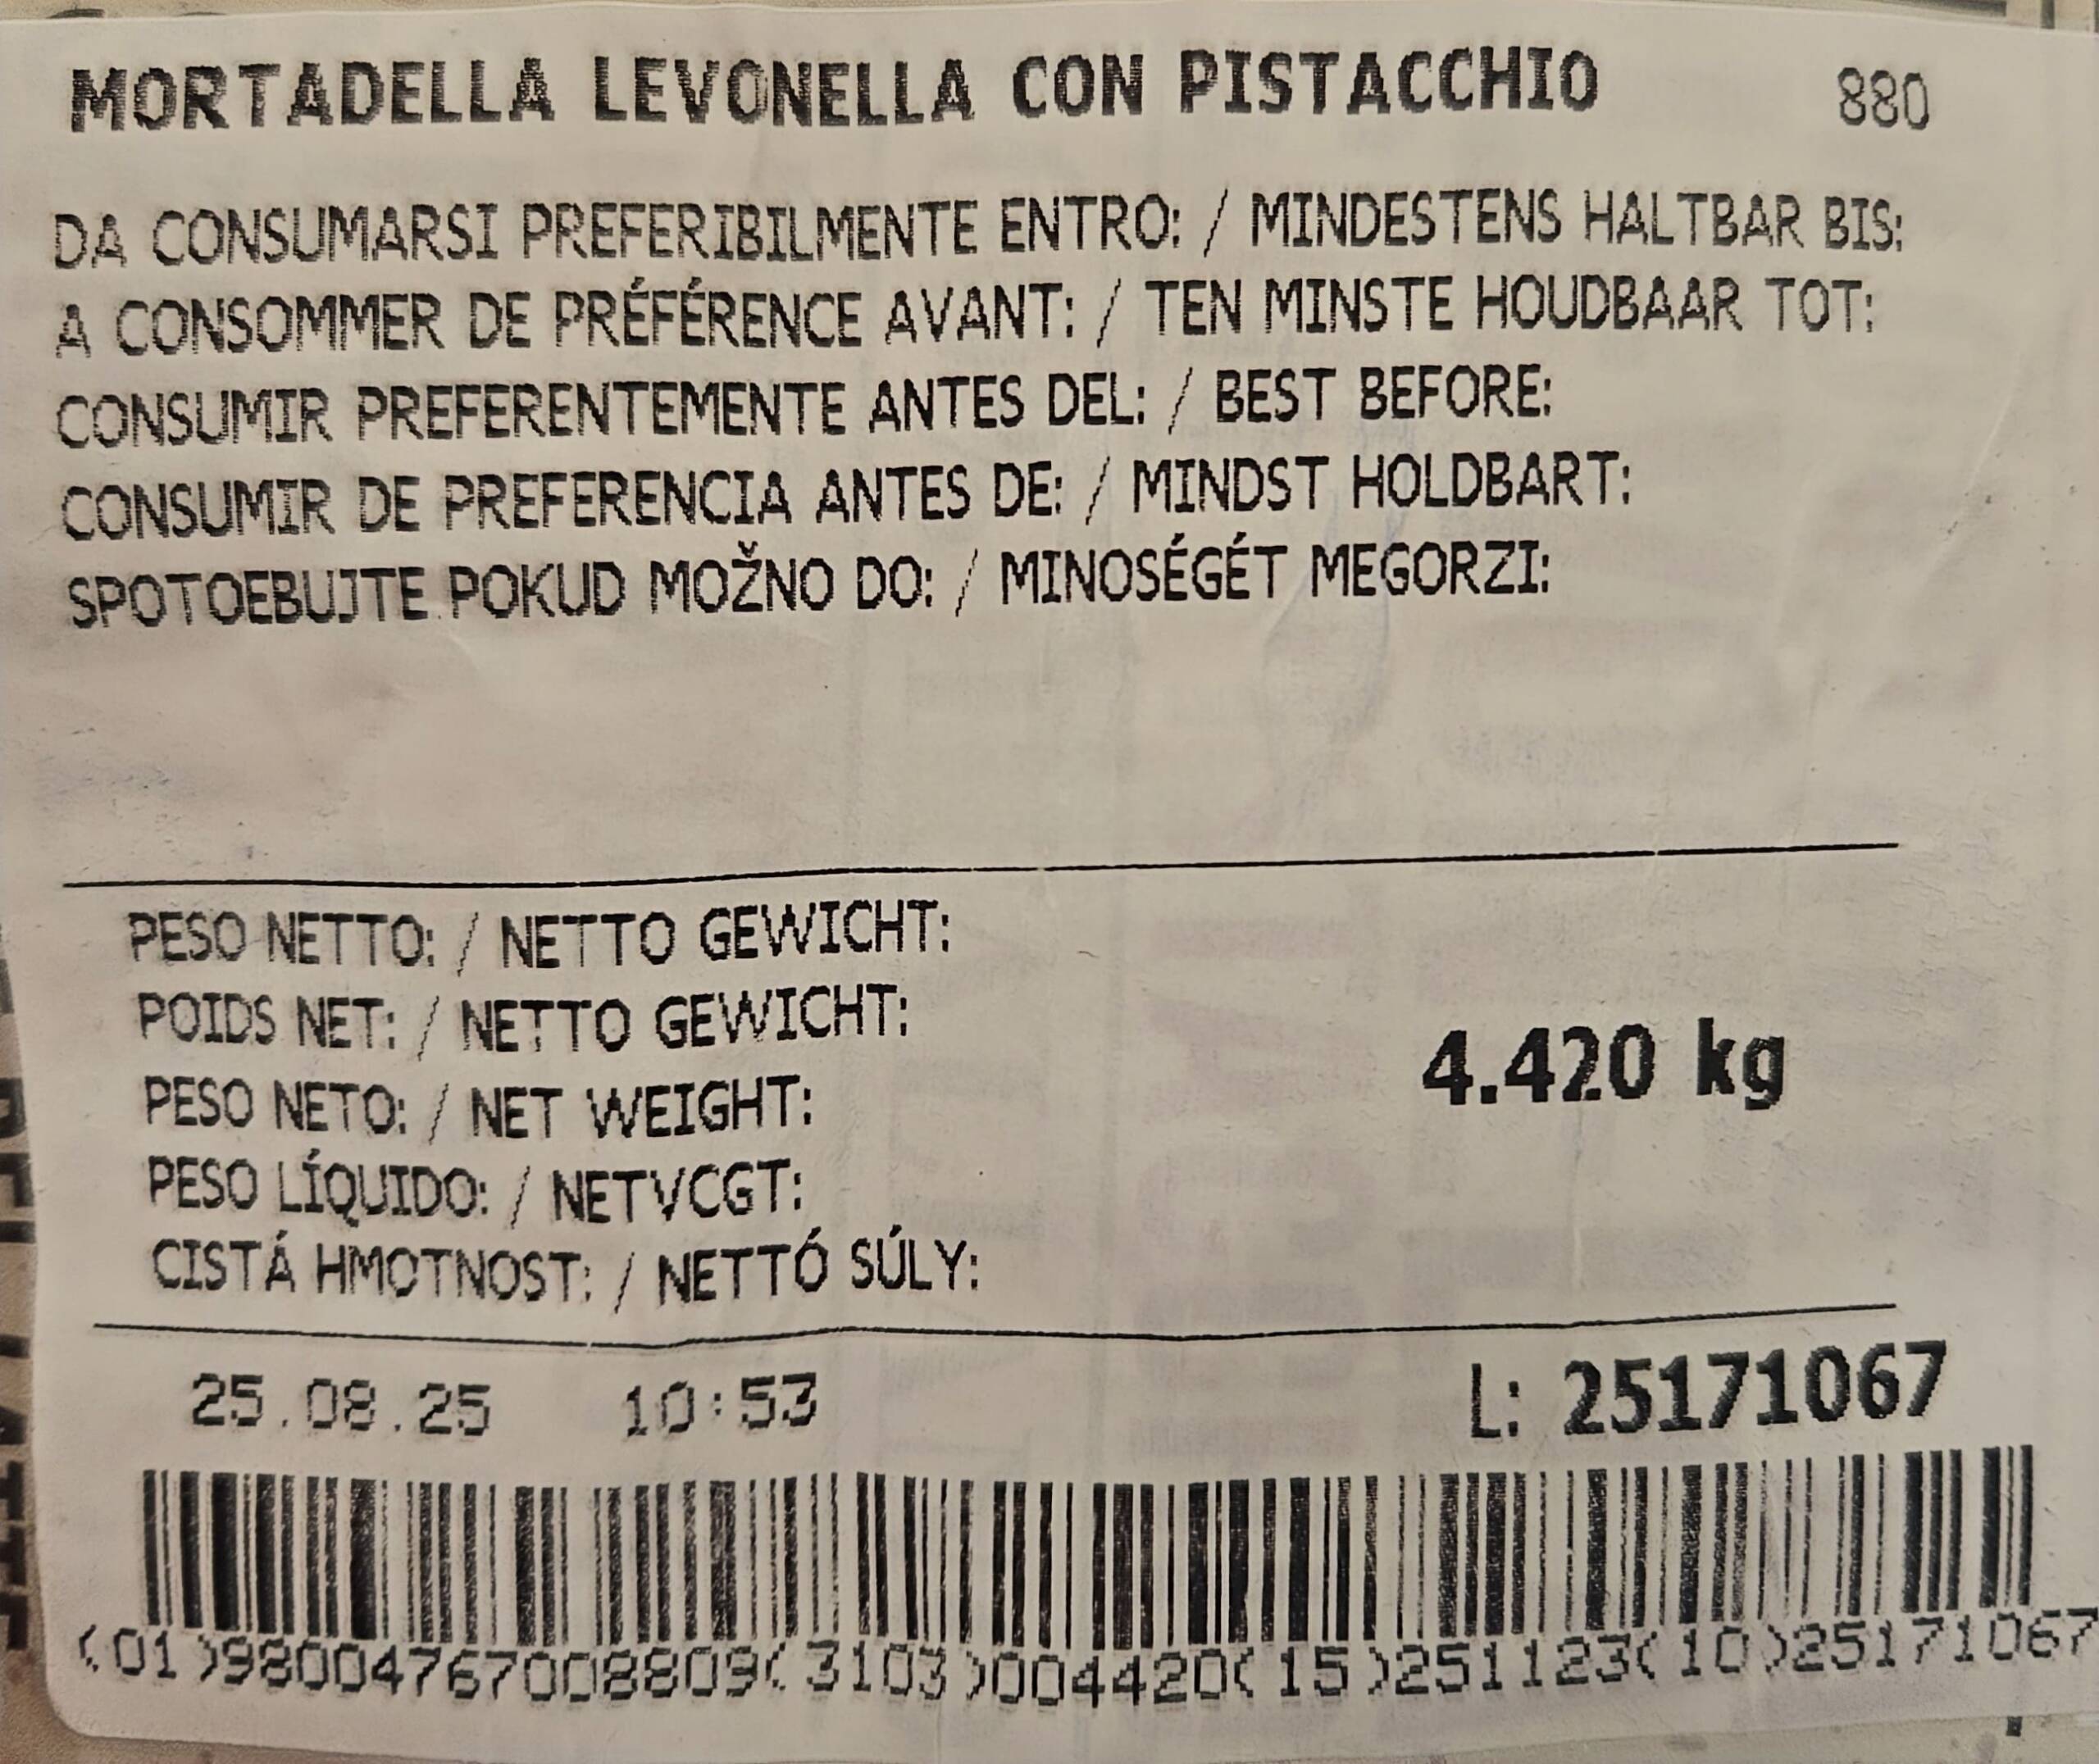 MORTADELLA LEVONELLA CON PISTACCHIO 880
DA CONSUMARSI PREFERIBILMENTE ENTRO: / MINDESTENS HALTBAR BIS:
A CONSOMMER DE PRÉFÉRENCE AVANT: / TEN MINSTE HOUDBAAR TOT:
CONSUMIR PREFERENTEMENTE ANTES DEL: / BEST BEFORE:
CONSUMIR DE PREFERENCIA ANTES DE: / MINDST HOLDBART:
SPOTOEBUJTE POKUD MOŽNO DO: / MINOSÉGÉT MEGORZI:
PESO NETTO: / NETTO GEWICHT:
POIDS NET: / NETTO GEWICHT:
4.420 kg
PESO NETO: / NET WEIGHT:
PESO LÍQUIDO: / NETVCGT:
CISTÁ HMOTNOST: / NETTÓ SÚLY:
25.08.25 10:53 L: 25171067
(01)98004767008809(3103)004420(15)251123(10)25171067